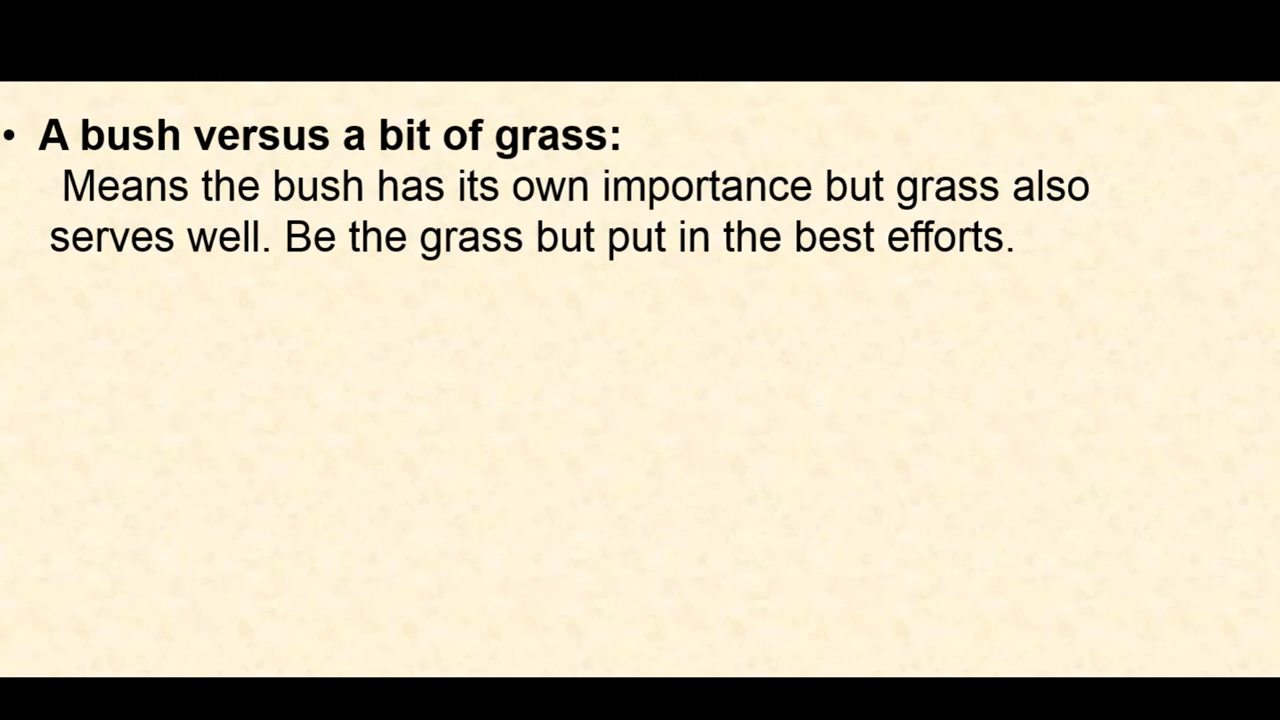 • A bush versus a bit of grass:
Means the bush has its own importance but grass also
serves well. Be the grass but put in the best efforts.